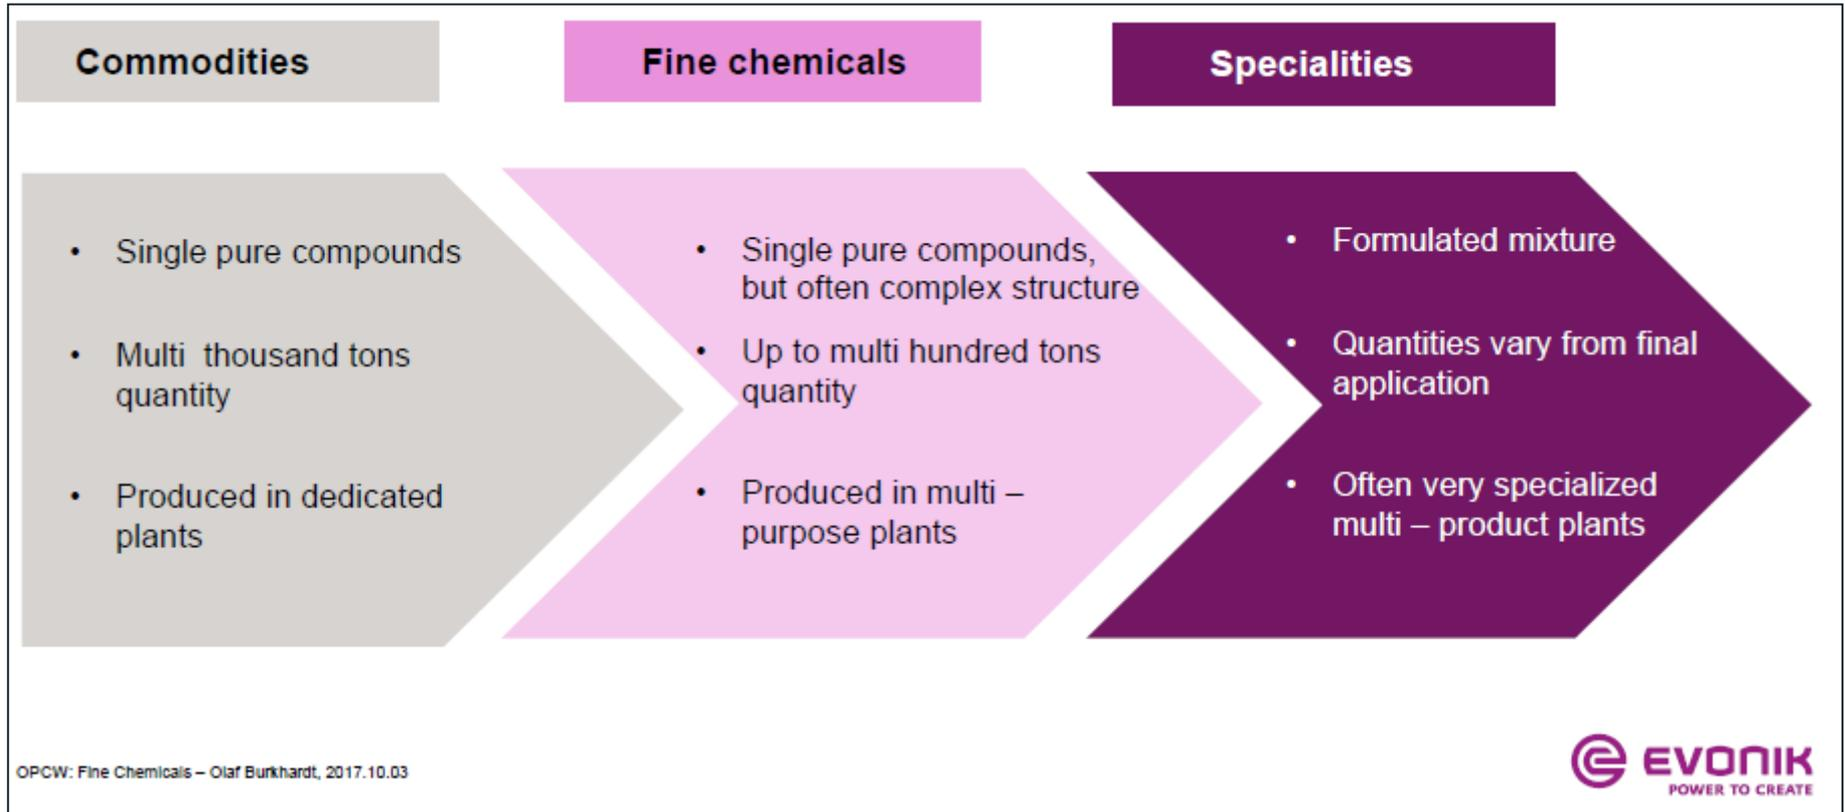 Commodities
Fine chemicals
Specialities
• Single pure compounds
• Multi thousand tons
quantity
• Produced in dedicated
plants
• Single pure compounds,
but often complex structure
• Up to multi hundred tons
quantity
• Produced in multi –
purpose plants
• Formulated mixture
• Quantities vary from final
application
• Often very specialized
multi – product plants
OPCW: Fine Chemicals – Olaf Burkhardt, 2017.10.03
EVONIK
POWER TO CREATE